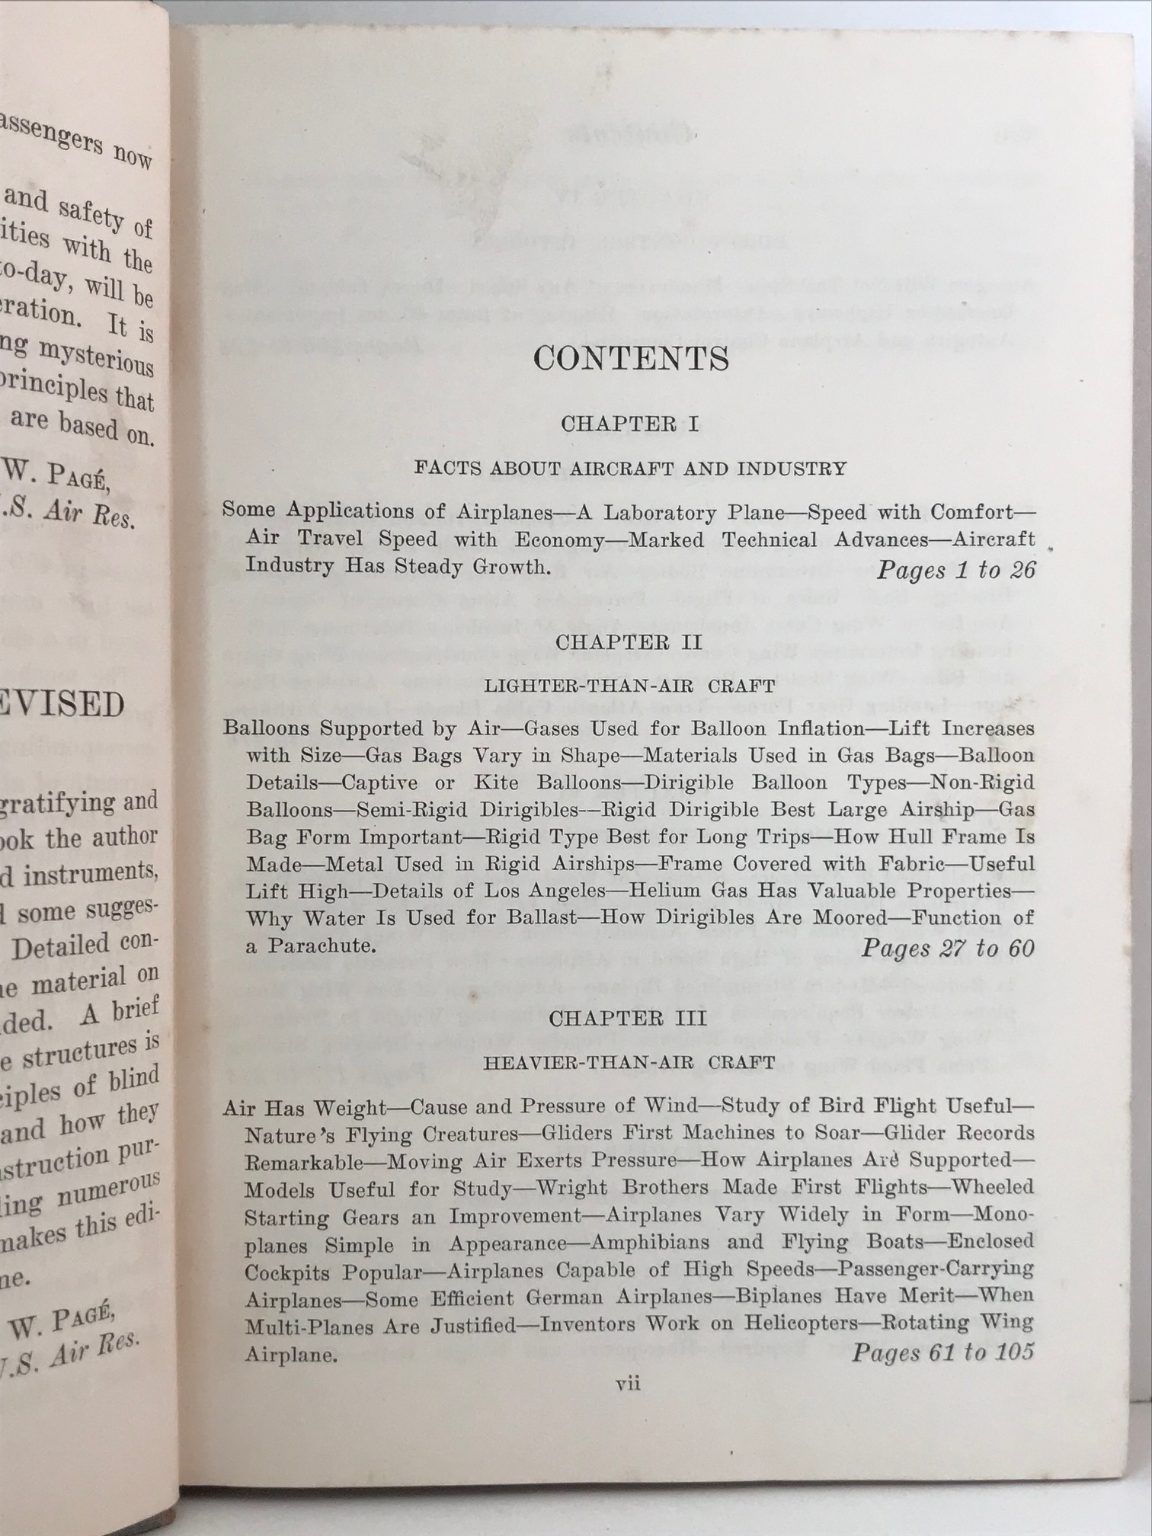 assengers now
and safety of
ities with the
o-day, will be
eration. It is
ng mysterious
principles that
are based on.
W. PAGÉ,
.S. Air Res.
EVISED
gratifying and
ook the author
d instruments,
d some sugges-
Detailed con-
e material on
ded. A brief
e structures is
ciples of blind
and how they
struction pur-
ling numerous
makes this edi-
ne.
W. PAGÉ,
.S. Air Res.
CONTENTS
CHAPTER I
FACTS ABOUT AIRCRAFT AND INDUSTRY
Some Applications of Airplanes—A Laboratory Plane—Speed with Comfort—
Air Travel Speed with Economy—Marked Technical Advances—Aircraft
Industry Has Steady Growth. Pages 1 to 26
CHAPTER II
LIGHTER-THAN-AIR CRAFT
Balloons Supported by Air—Gases Used for Balloon Inflation—Lift Increases
with Size—Gas Bags Vary in Shape—Materials Used in Gas Bags—Balloon
Details—Captive or Kite Balloons—Dirigible Balloon Types—Non-Rigid
Balloons—Semi-Rigid Dirigibles—Rigid Dirigible Best Large Airship—Gas
Bag Form Important—Rigid Type Best for Long Trips—How Hull Frame Is
Made—Metal Used in Rigid Airships—Frame Covered with Fabric—Useful
Lift High—Details of Los Angeles—Helium Gas Has Valuable Properties—
Why Water Is Used for Ballast—How Dirigibles Are Moored—Function of
a Parachute. Pages 27 to 60
CHAPTER III
HEAVIER-THAN-AIR CRAFT
Air Has Weight—Cause and Pressure of Wind—Study of Bird Flight Useful—
Nature's Flying Creatures—Gliders First Machines to Soar—Glider Records
Remarkable—Moving Air Exerts Pressure—How Airplanes Are Supported—
Models Useful for Study—Wright Brothers Made First Flights—Wheeled
Starting Gears an Improvement—Airplanes Vary Widely in Form—Mono-
planes Simple in Appearance—Amphibians and Flying Boats—Enclosed
Cockpits Popular—Airplanes Capable of High Speeds—Passenger-Carrying
Airplanes—Some Efficient German Airplanes—Biplanes Have Merit—When
Multi-Planes Are Justified—Inventors Work on Helicopters—Rotating Wing
Airplane. Pages 61 to 105
vii